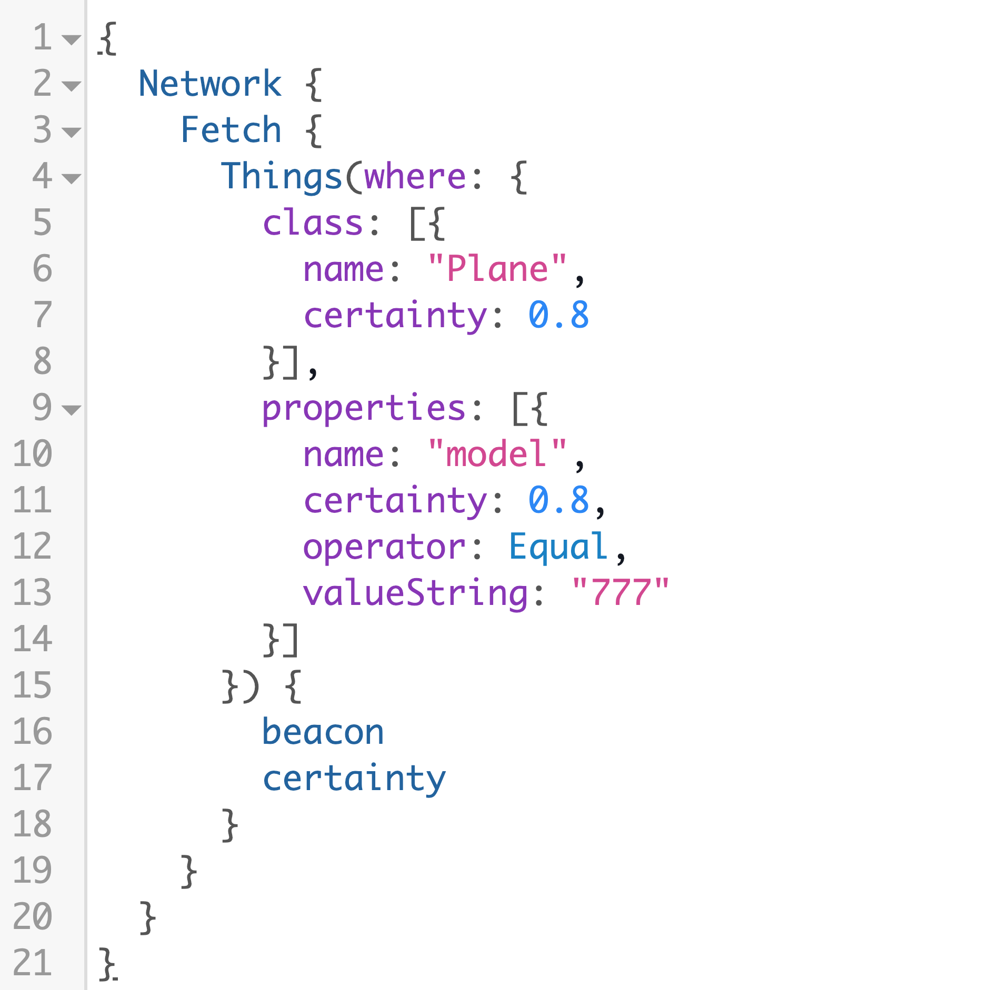 1 {
2   Network {
3     Fetch {
4       Things(where: {
5         class: [{
6           name: "Plane",
7           certainty: 0.8
8         }],
9         properties: [{
10           name: "model",
11           certainty: 0.8,
12           operator: Equal,
13           valueString: "777"
14         }]
15       }) {
16         beacon
17         certainty
18       }
19     }
20   }
21 }